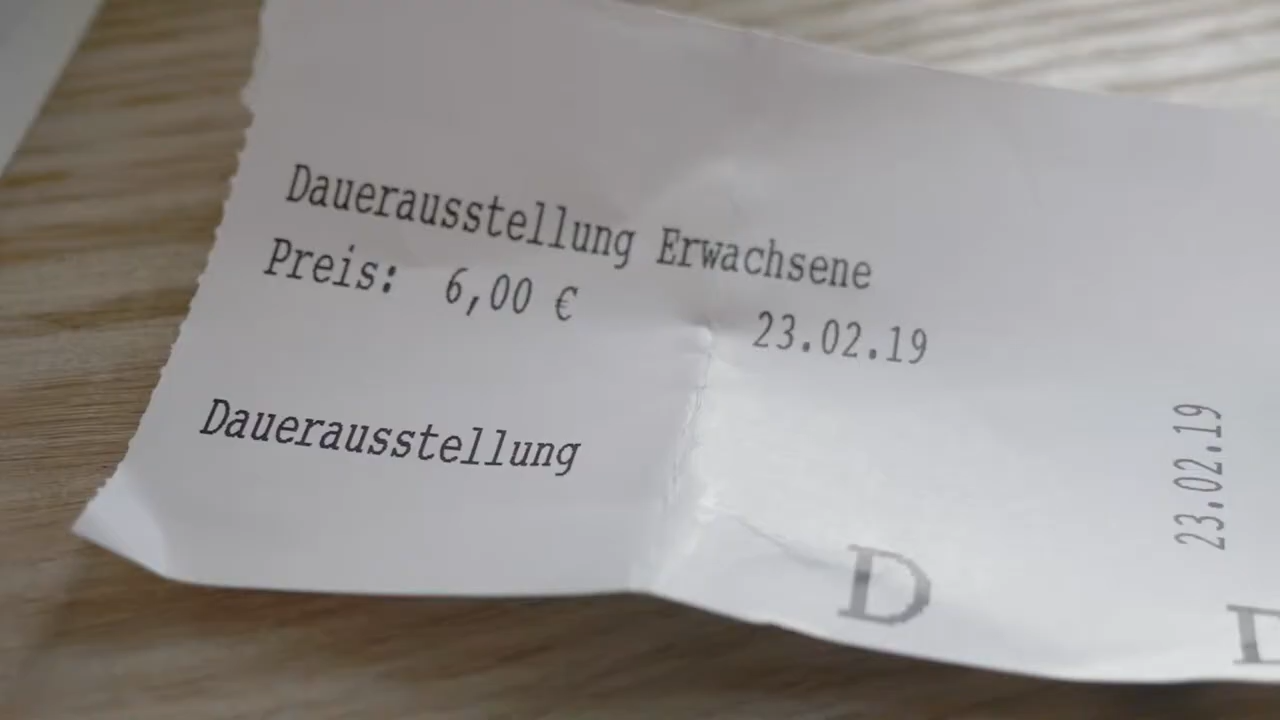 Dauerausstellung Erwachsene
Preis: 6,00 €
23.02.19
Dauerausstellung
23.02.19
D
D